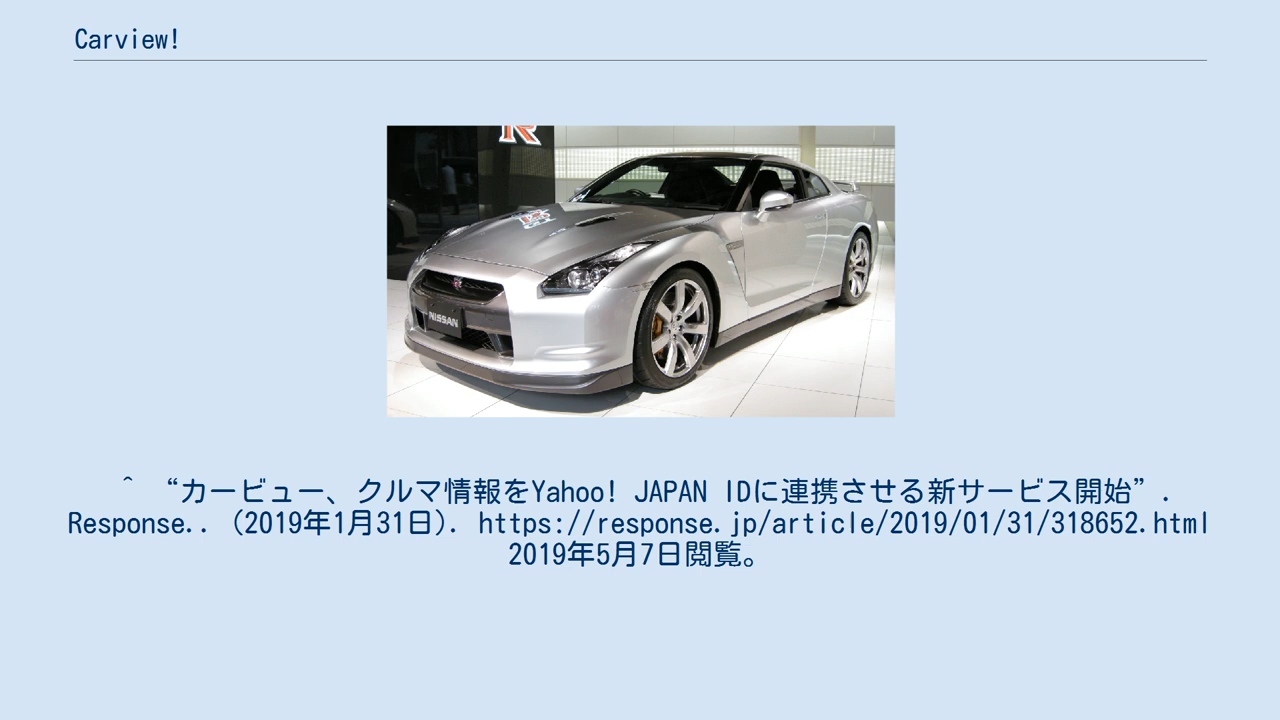 Carview!
R
NISSAN
^ “カービュー、クルマ情報をYahoo! JAPAN IDに連携させる新サービス開始”.
Response.. (2019年1月31日). https://response.jp/article/2019/01/31/318652.html
2019年5月7日閲覧。